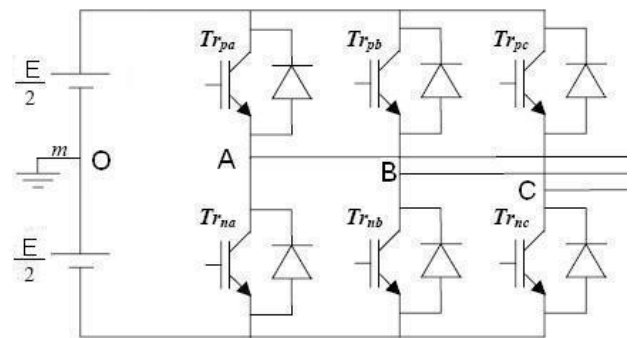 Tr_pa Tr_pb Tr_pc
E/2
m O A
B
C
Tr_na Tr_nb Tr_nc
E/2